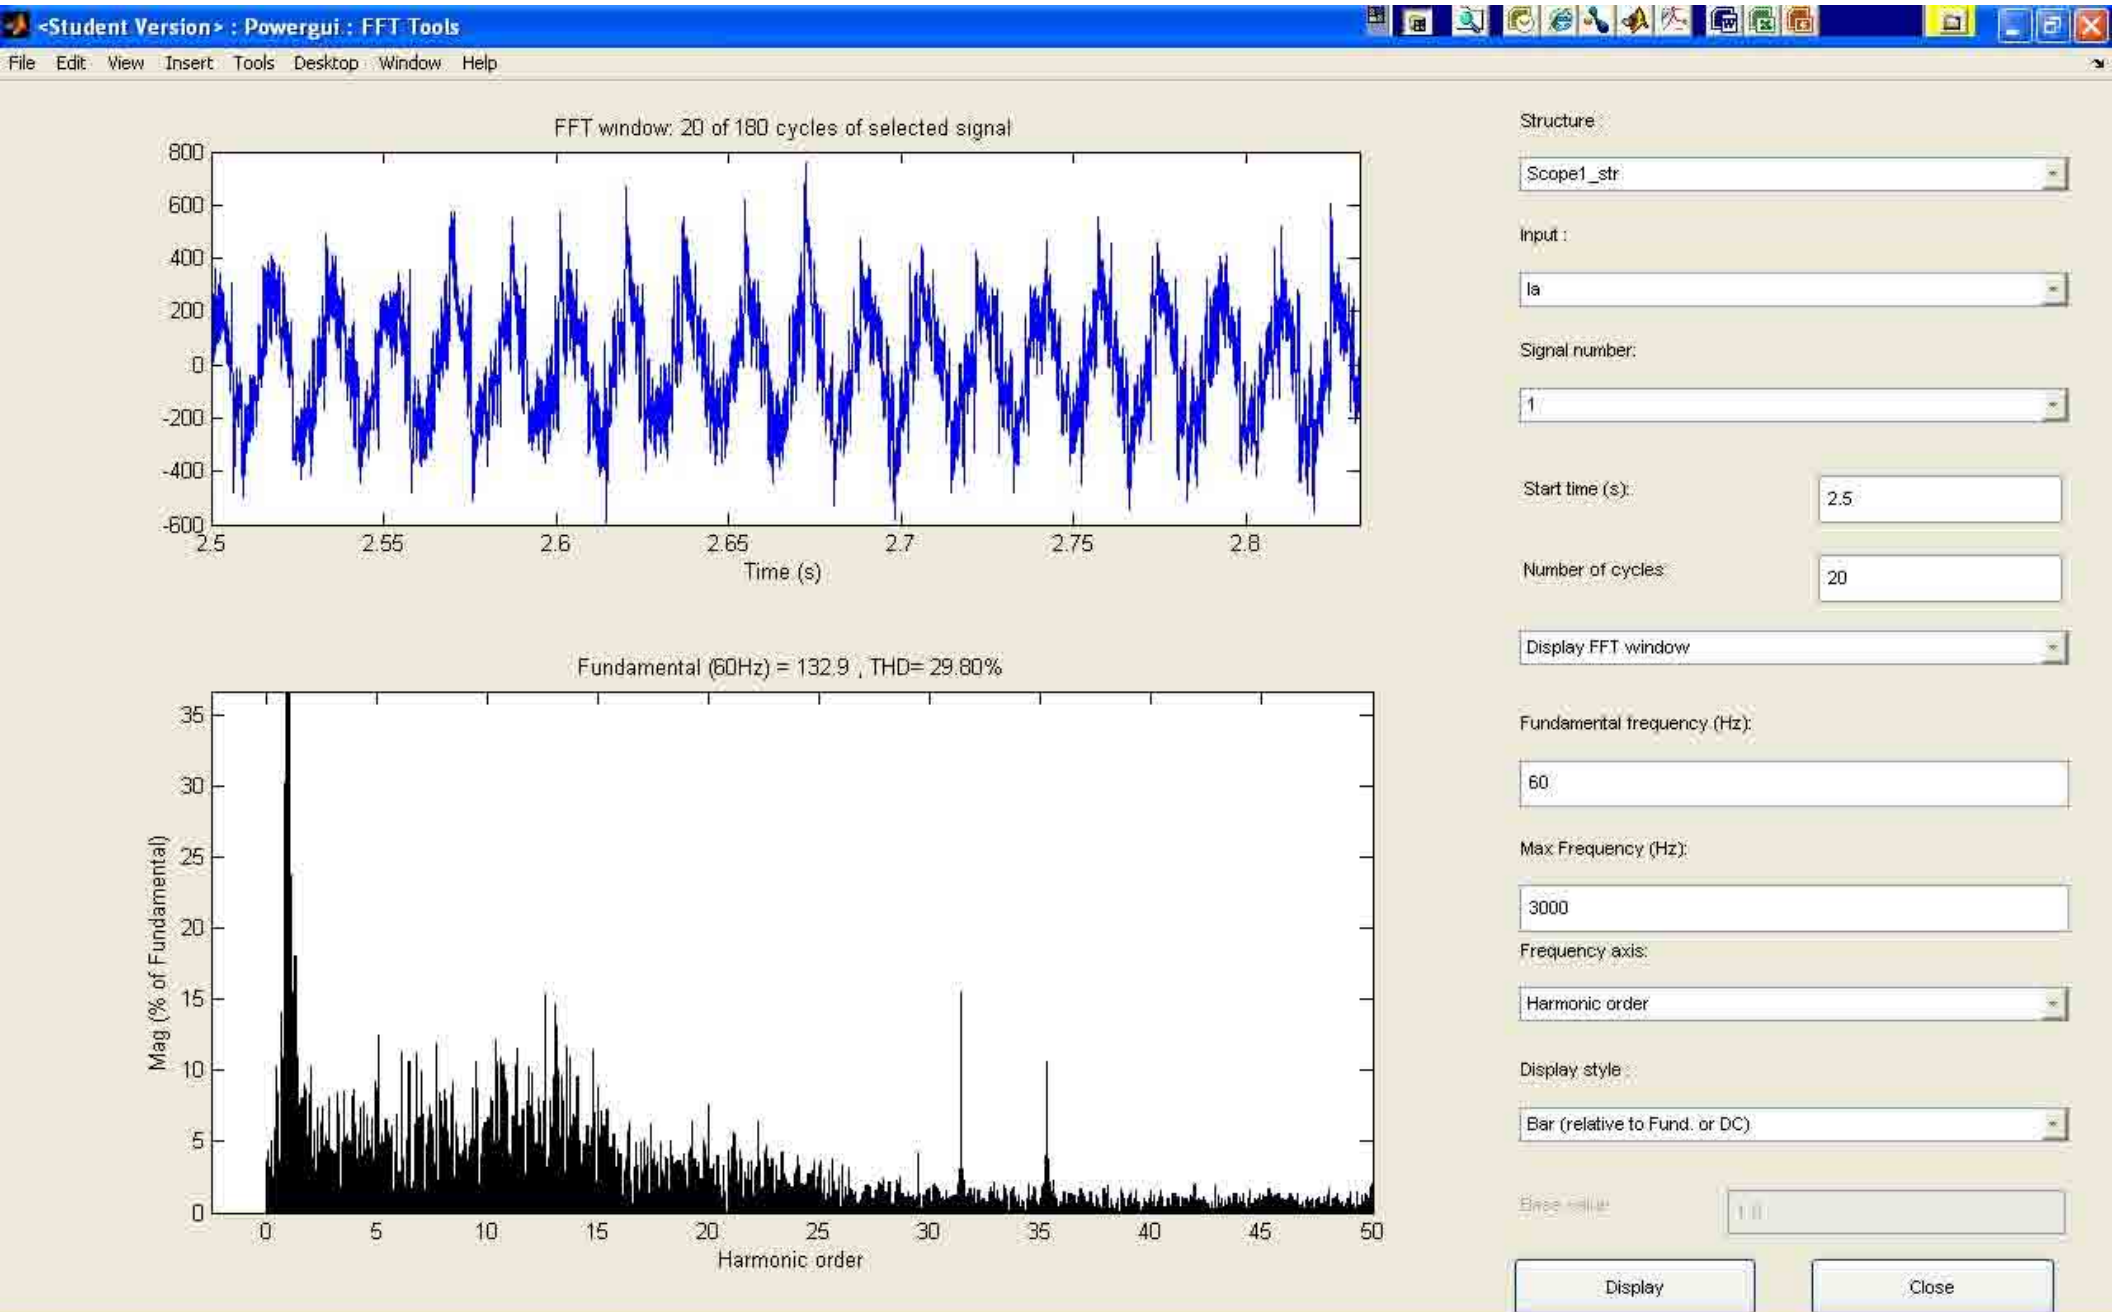 <Student Version> : Powergui : FFT Tools
File Edit View Insert Tools Desktop Window Help
FFT window: 20 of 180 cycles of selected signal
800
600
400
200
0
-200
-400
-600
2.5 2.55 2.6 2.65 2.7 2.75 2.8
Time (s)
Fundamental (60Hz) = 132.9 , THD= 29.80%
Mag (% of Fundamental)
35
30
25
20
15
10
5
0
0 5 10 15 20 25 30 35 40 45 50
Harmonic order
Structure :
Scope1_str
Input :
Ia
Signal number:
1
Start time (s):
2.5
Number of cycles:
20
Display FFT window
Fundamental frequency (Hz):
60
Max Frequency (Hz):
3000
Frequency axis:
Harmonic order
Display style :
Bar (relative to Fund. or DC)
Base value:
1.0
Display
Close